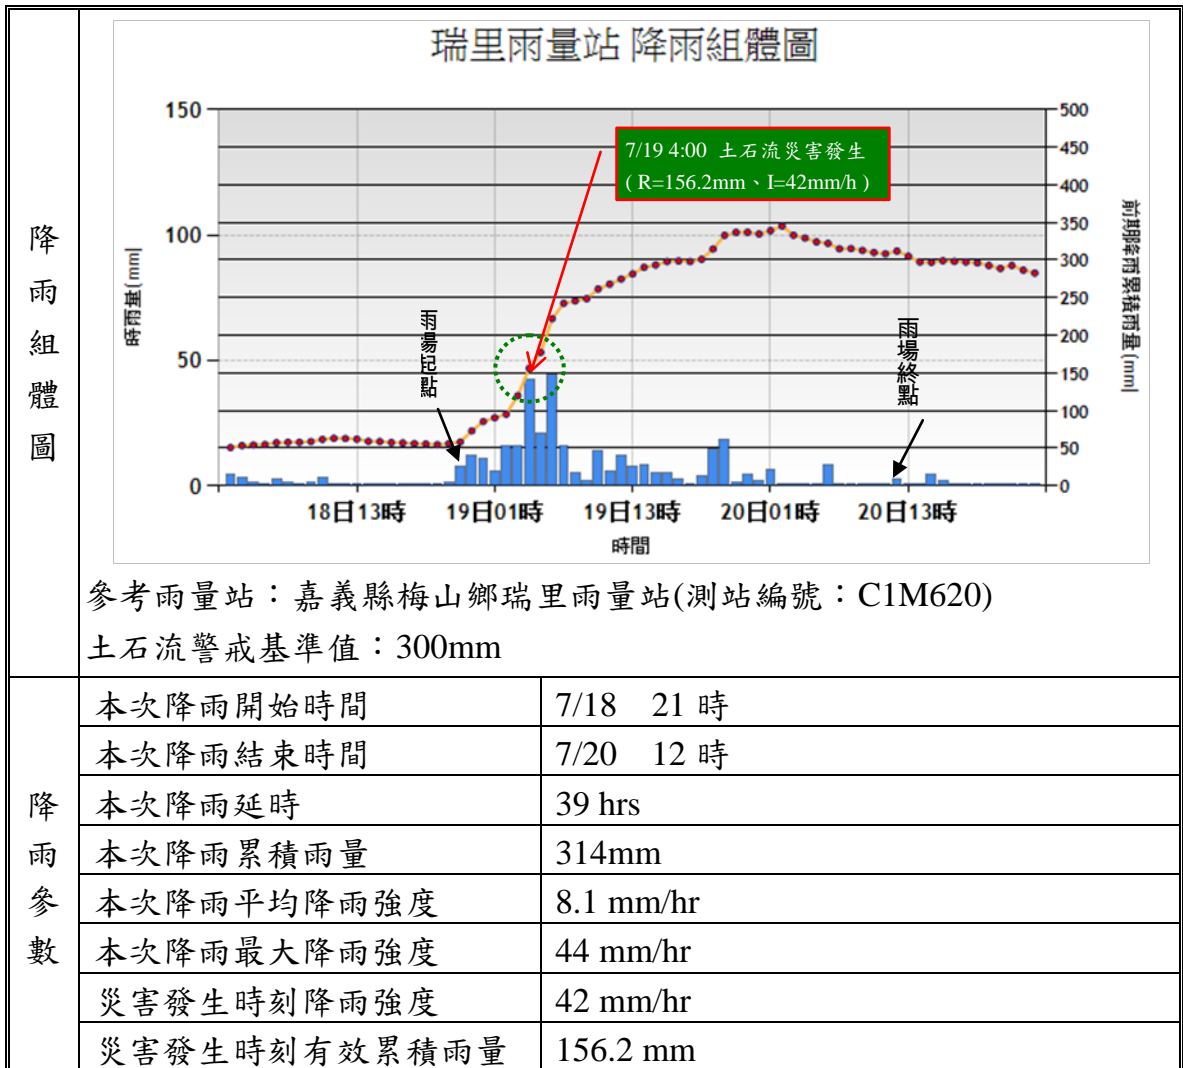 瑞里雨量站 降雨組體圖
150
100
50
0
時雨量(mm)
500
450
400
350
300
250
200
150
100
50
0
前期降雨累積雨量(mm)
7/19 4:00 土石流災害發生
( R=156.2mm、I=42mm/h )
雨場起點
雨場終點
18日13時 19日01時 19日13時 20日01時 20日13時
時間
降雨組體圖
參考雨量站：嘉義縣梅山鄉瑞里雨量站(測站編號：C1M620)
土石流警戒基準值：300mm
降雨參數
本次降雨開始時間 7/18 21 時
本次降雨結束時間 7/20 12 時
本次降雨延時 39 hrs
本次降雨累積雨量 314mm
本次降雨平均降雨強度 8.1 mm/hr
本次降雨最大降雨強度 44 mm/hr
災害發生時刻降雨強度 42 mm/hr
災害發生時刻有效累積雨量 156.2 mm